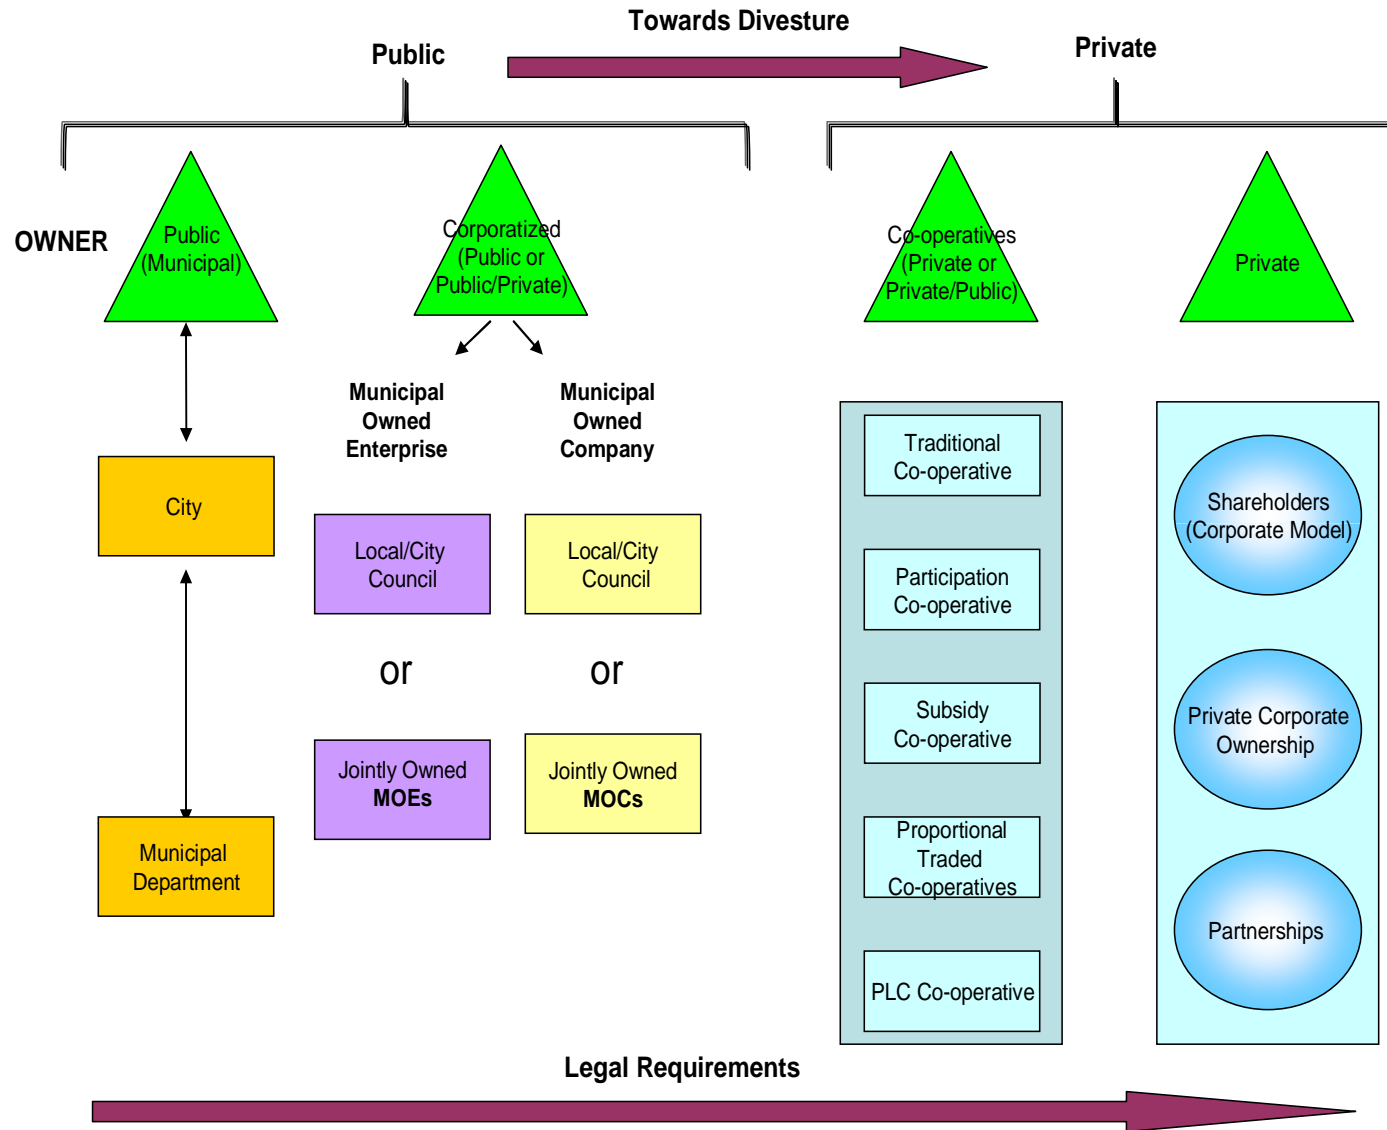 Towards Divesture
Public
Private
OWNER
Public
(Municipal)
Corporatized
(Public or
Public/Private)
Co-operatives
(Private or
Private/Public)
Private
Municipal
Owned
Enterprise
Municipal
Owned
Company
City
Local/City
Council
Local/City
Council
or
or
Jointly Owned
MOEs
Jointly Owned
MOCs
Municipal
Department
Traditional
Co-operative
Participation
Co-operative
Subsidy
Co-operative
Proportional
Traded
Co-operatives
PLC Co-operative
Shareholders
(Corporate Model)
Private Corporate
Ownership
Partnerships
Legal Requirements